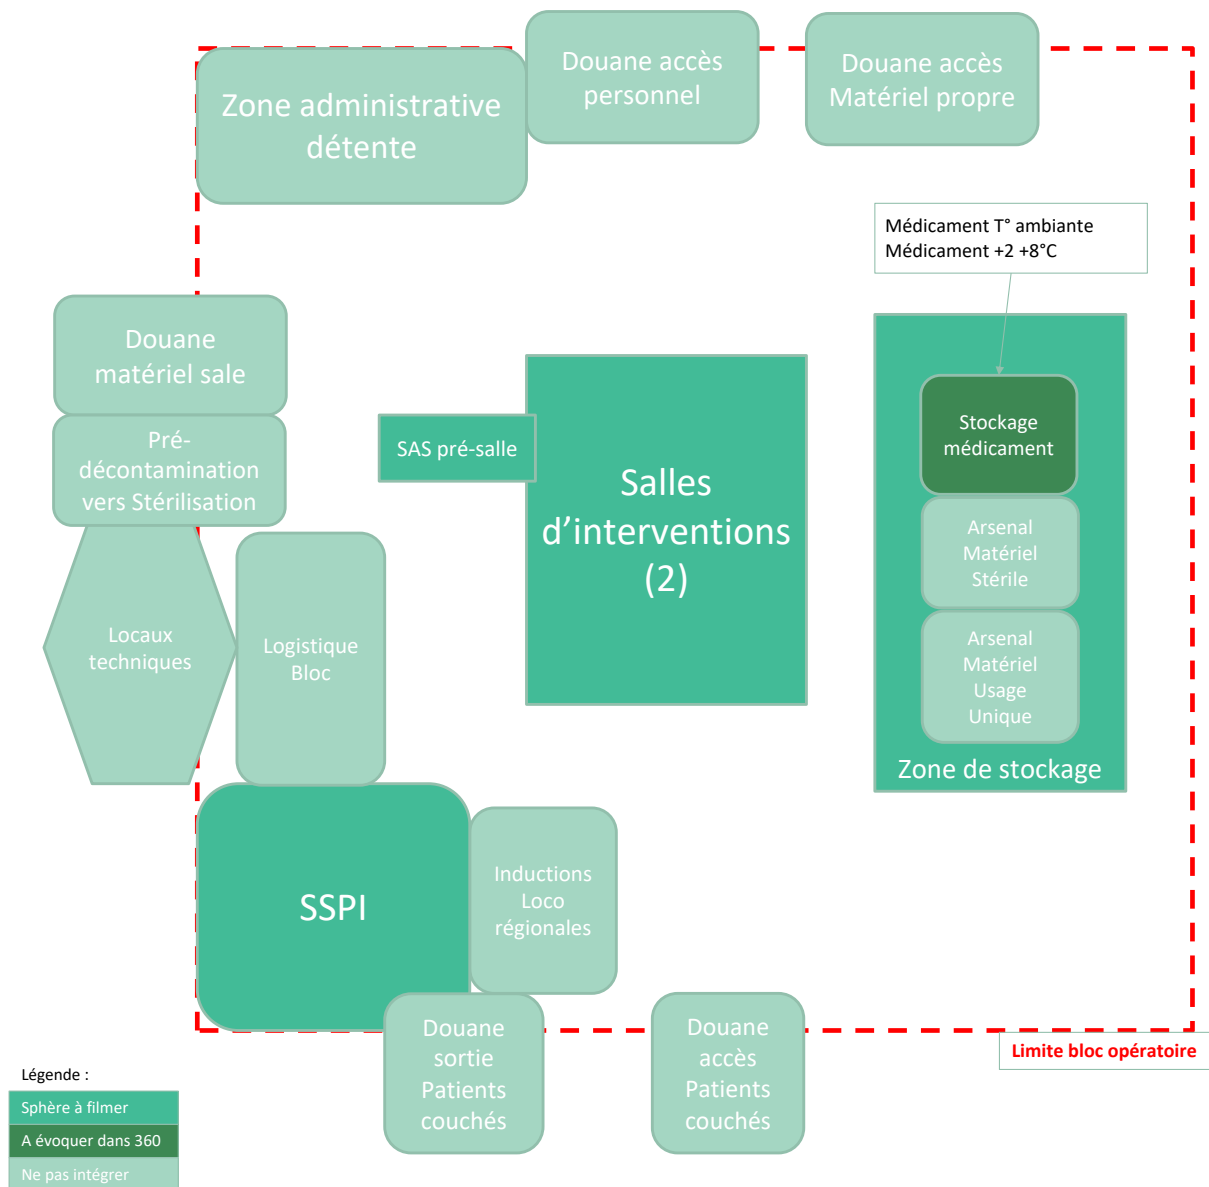 Zone administrative
détente
Douane accès
personnel
Douane accès
Matériel propre
Médicament T° ambiante
Médicament +2 +8°C
Douane
matériel sale
Pré-
décontamination
vers Stérilisation
SAS pré-salle
Salles
d’interventions
(2)
Stockage
médicament
Arsenal
Matériel
Stérile
Arsenal
Matériel
Usage
Unique
Zone de stockage
Locaux
techniques
Logistique
Bloc
SSPI
Inductions
Loco
régionales
Douane
sortie
Patients
couchés
Douane
accès
Patients
couchés
Limite bloc opératoire
Légende :
Sphère à filmer
A évoquer dans 360
Ne pas intégrer